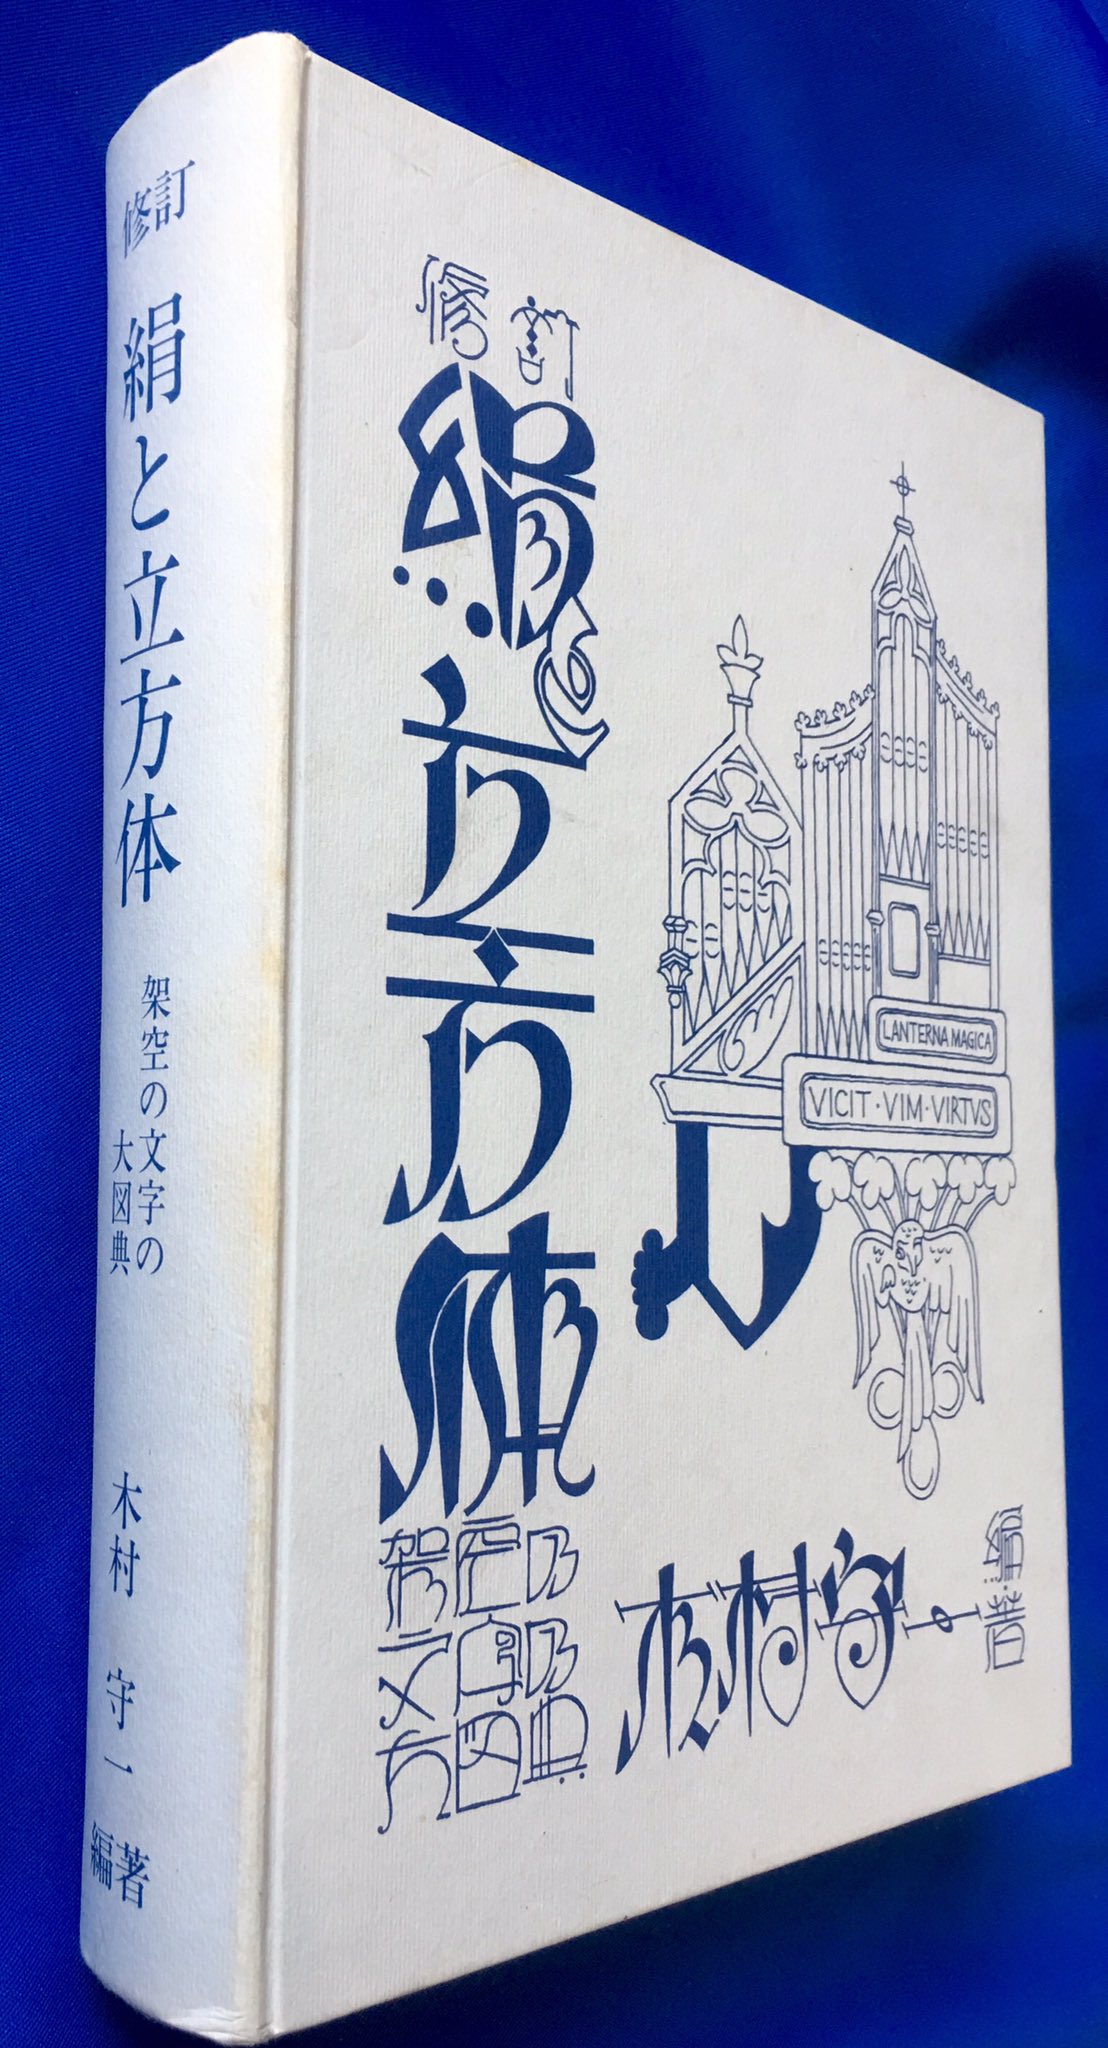 修訂
絹と立方体
架空の文字の
大図典
木村 守一
編著
修訂
絹と立方体
架空の
文字の
大図典
LANTERNA MAGICA
VICIT·VIM·VIRTVS
木村守一
編著